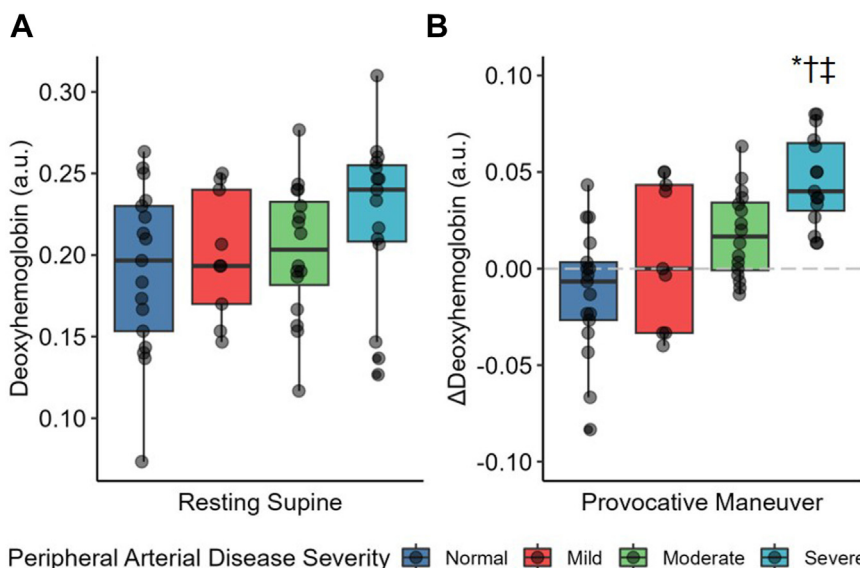 A
B
Deoxyhemoglobin (a.u.)
0.30
0.25
0.20
0.15
0.10
Resting Supine
ΔDeoxyhemoglobin (a.u.)
0.10
0.05
0.00
-0.05
-0.10
*†‡
Provocative Maneuver
Peripheral Arterial Disease Severity Normal Mild Moderate Severe